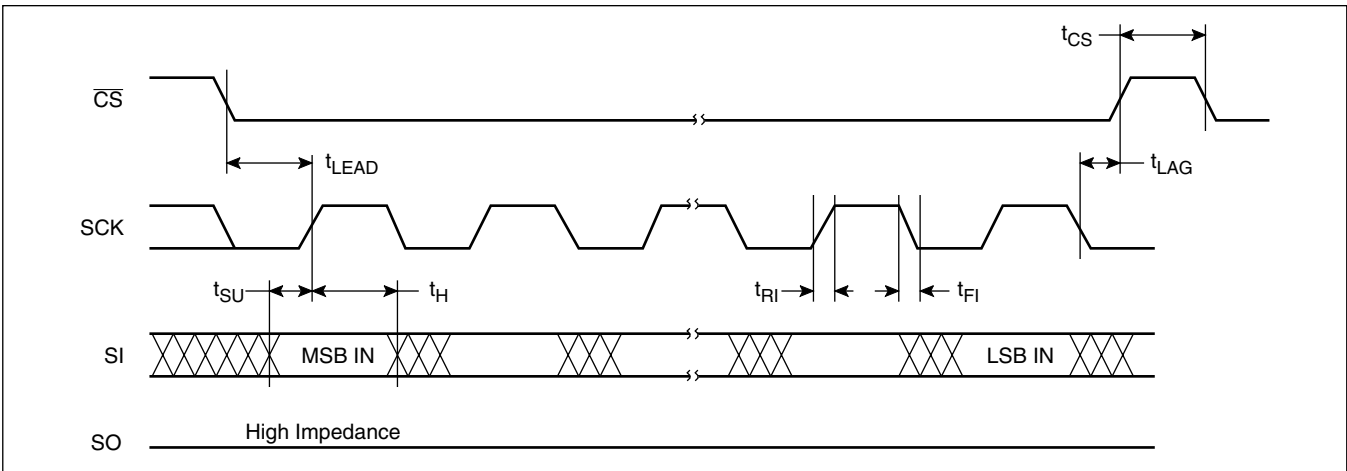 tCS
CS
tLEAD
tLAG
SCK
tSU
tH
tRI
tFI
SI
MSB IN
LSB IN
High Impedance
SO